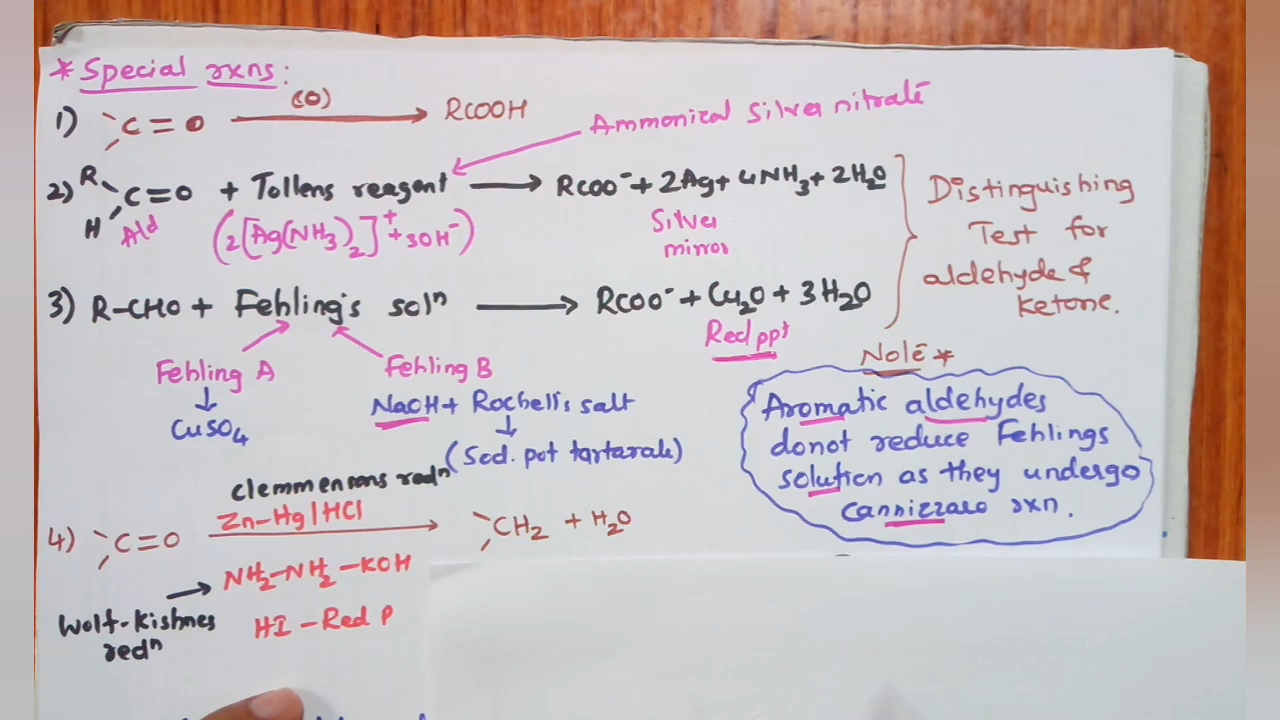 * Special rxns:
1) C = O (O) → RCOOH
Ammonical silver nitrate
2) R H C = O + Tollens reagent → RCOO⁻ + 2Ag + 4NH₃ + 2H₂O
Ald (2[Ag(NH₃)₂]⁺ + 3OH⁻) Silver mirror
3) R-CHO + Fehling's solⁿ → RCOO⁻ + Cu₂O + 3H₂O
Red ppt
Distinguishing
Test for
aldehyde &
ketone.
Fehling A Fehling B
↓ NaOH + Rochell's salt
CuSO₄ ↓
(Sod. pot tartarate)
Note *
Aromatic aldehydes
donot reduce Fehlings
solution as they undergo
cannizzaro rxn.
clemmensons redⁿ
Zn-Hg/HCl
4) C=O → CH₂ + H₂O
→ NH₂-NH₂-KOH
Wolf-Kishnes HI - Red P
redⁿ